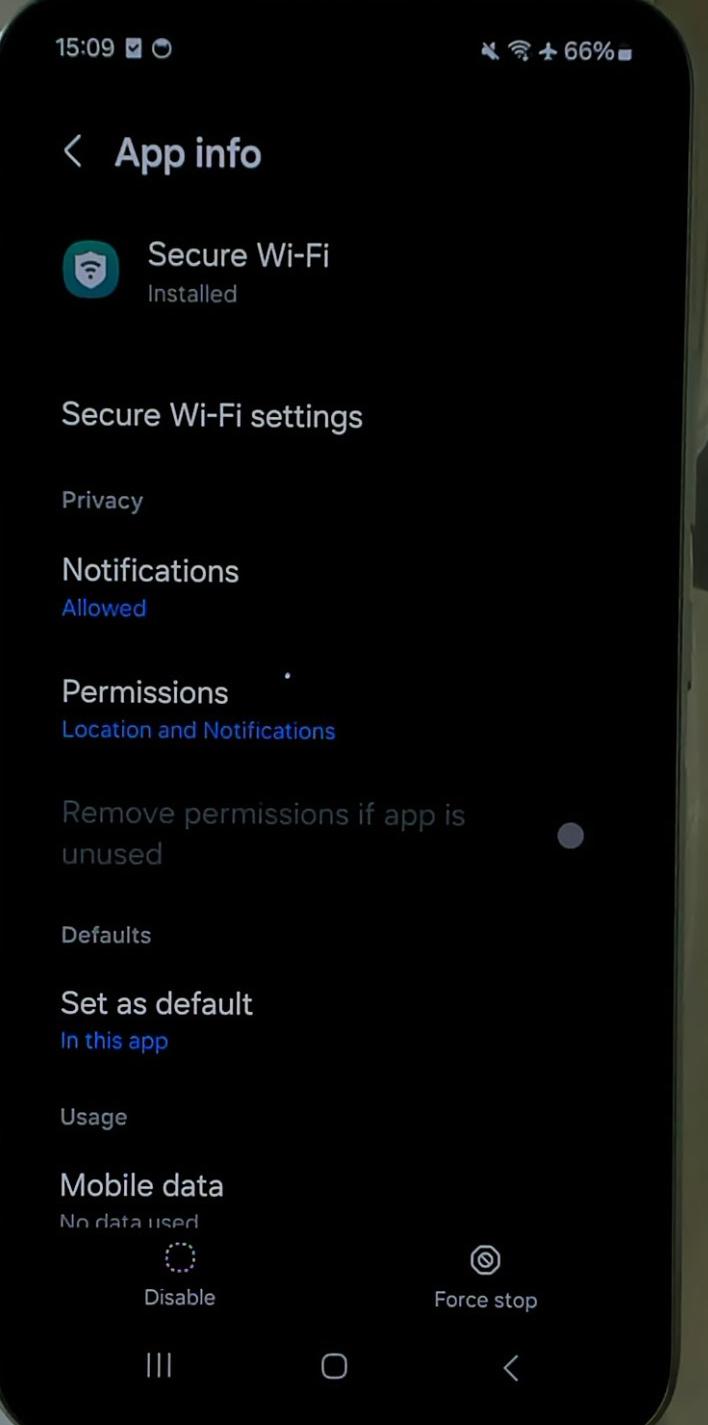 15:09
66%
App info
Secure Wi-Fi
Installed
Secure Wi-Fi settings
Privacy
Notifications
Allowed
Permissions
Location and Notifications
Remove permissions if app is
unused
Defaults
Set as default
In this app
Usage
Mobile data
No data used
Disable
Force stop